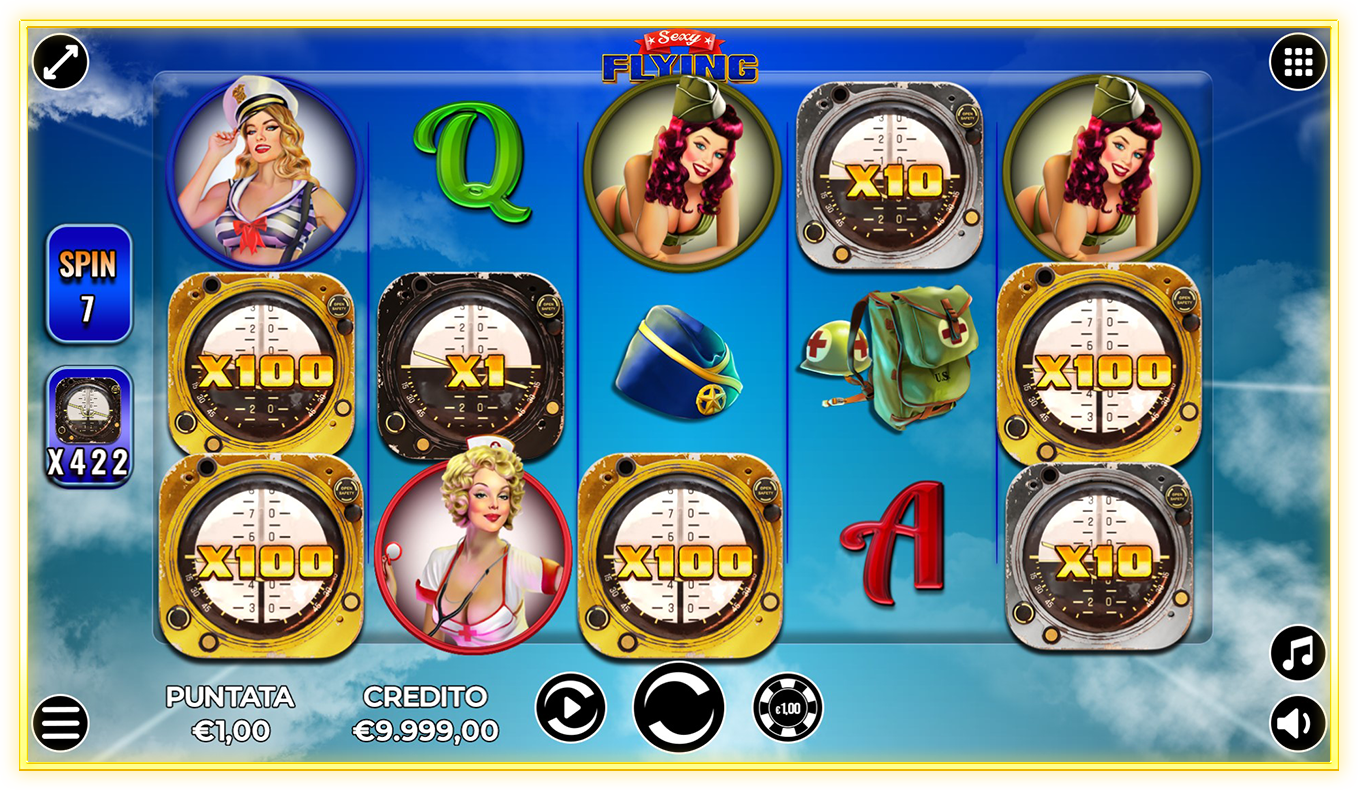 Sexy
FLYING
Q
X10
SPIN
7
X100
X1
X100
U.S.
X422
X100
X100
A
X10
PUNTATA
€1,00
CREDITO
€9.999,00
€1,00